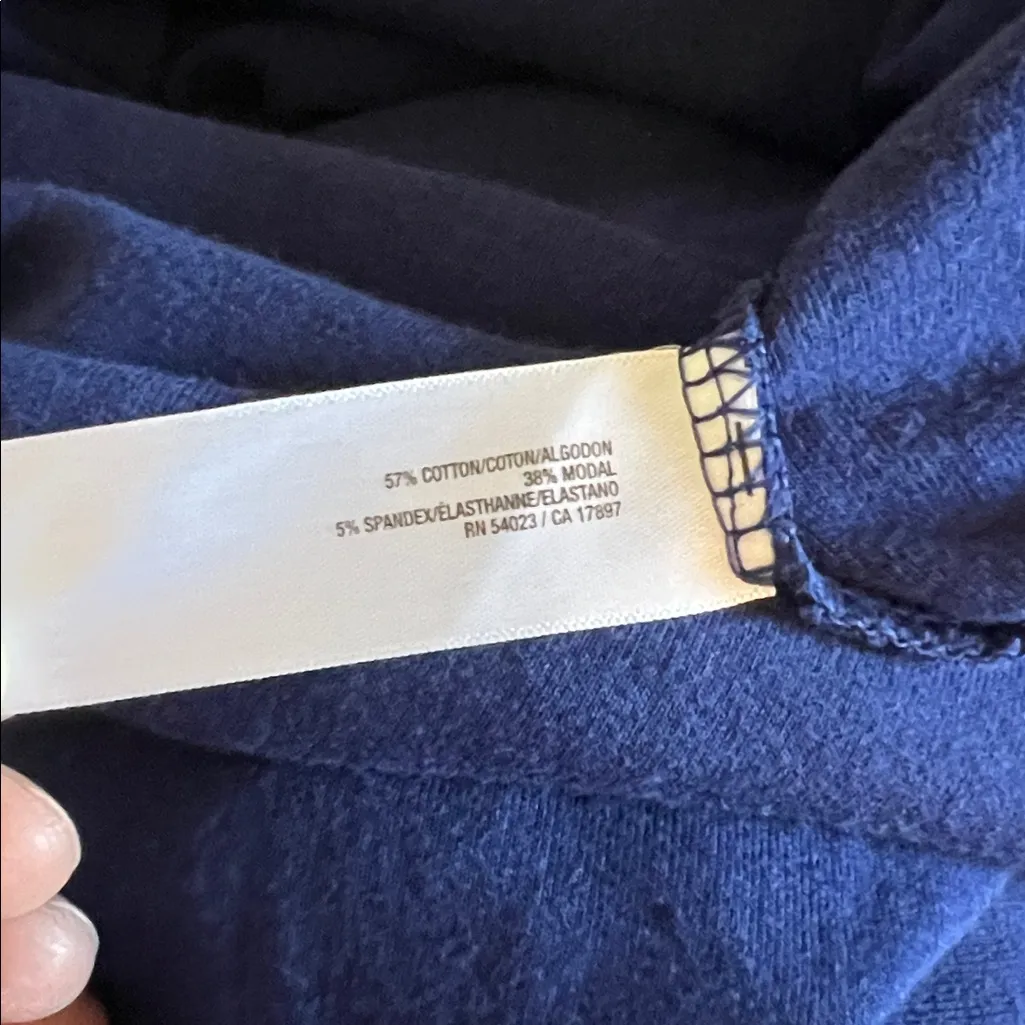 57% COTTON/COTON/ALGODON
38% MODAL
5% SPANDEX/ÉLASTHANNE/ELASTANO
RN 54023 / CA 17897